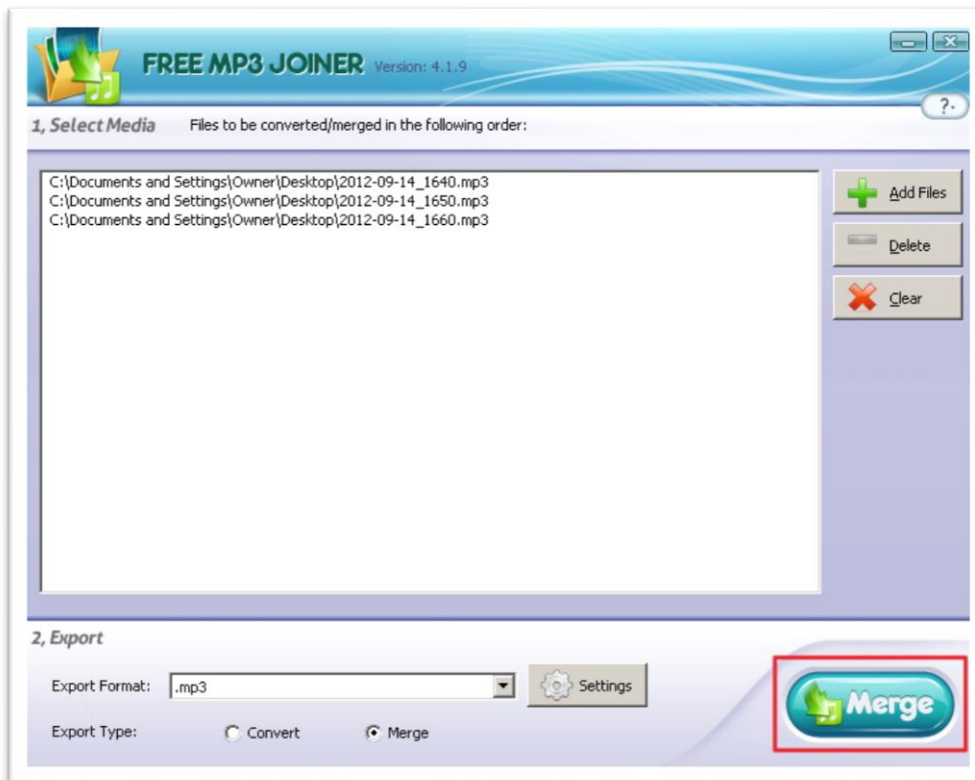 FREE MP3 JOINER Version: 4.1.9
?
1, Select Media Files to be converted/merged in the following order:
C:\Documents and Settings\Owner\Desktop\2012-09-14_1640.mp3
C:\Documents and Settings\Owner\Desktop\2012-09-14_1650.mp3
C:\Documents and Settings\Owner\Desktop\2012-09-14_1660.mp3
Add Files
Delete
Clear
2, Export
Export Format: .mp3 Settings
Export Type: Convert Merge
Merge